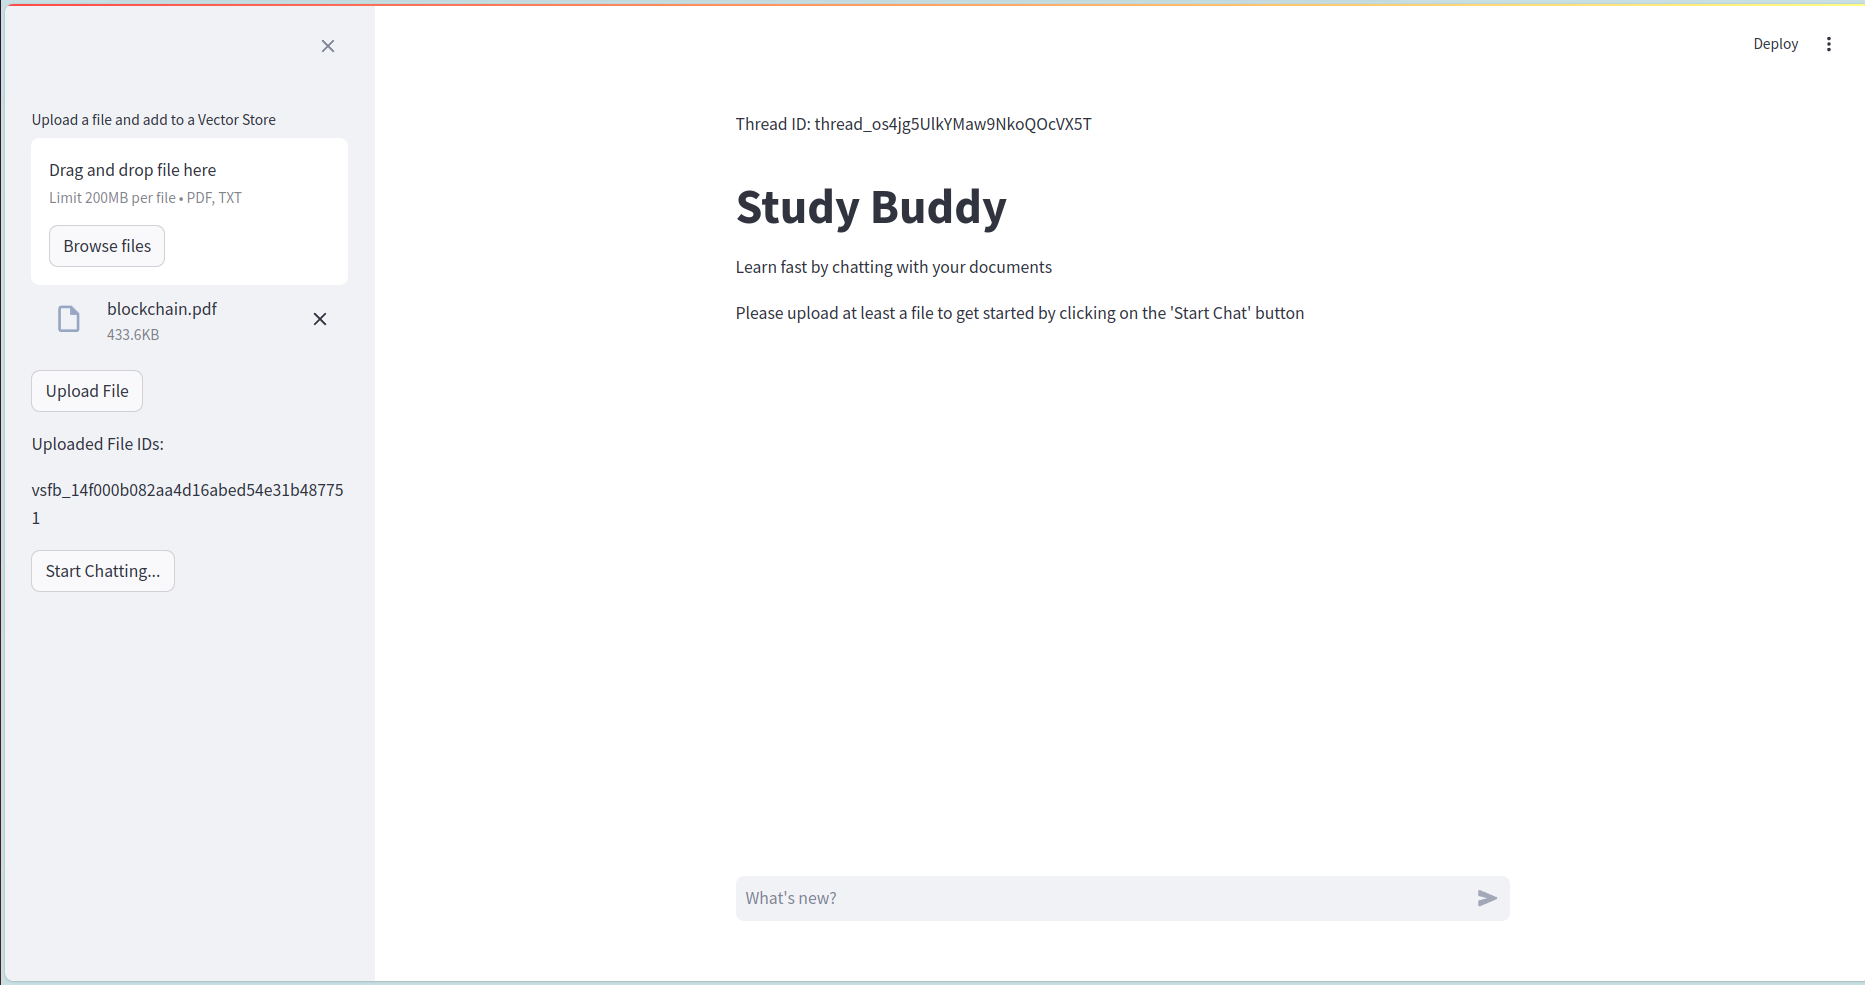 Upload a file and add to a Vector Store
Drag and drop file here
Limit 200MB per file • PDF, TXT
Browse files
blockchain.pdf
433.6KB
Upload File
Uploaded File IDs:
vsfb_14f000b082aa4d16abed54e31b48775
1
Start Chatting...
Deploy
Thread ID: thread_os4jg5UlkYMaw9NkoQOcVX5T
Study Buddy
Learn fast by chatting with your documents
Please upload at least a file to get started by clicking on the 'Start Chat' button
What's new?